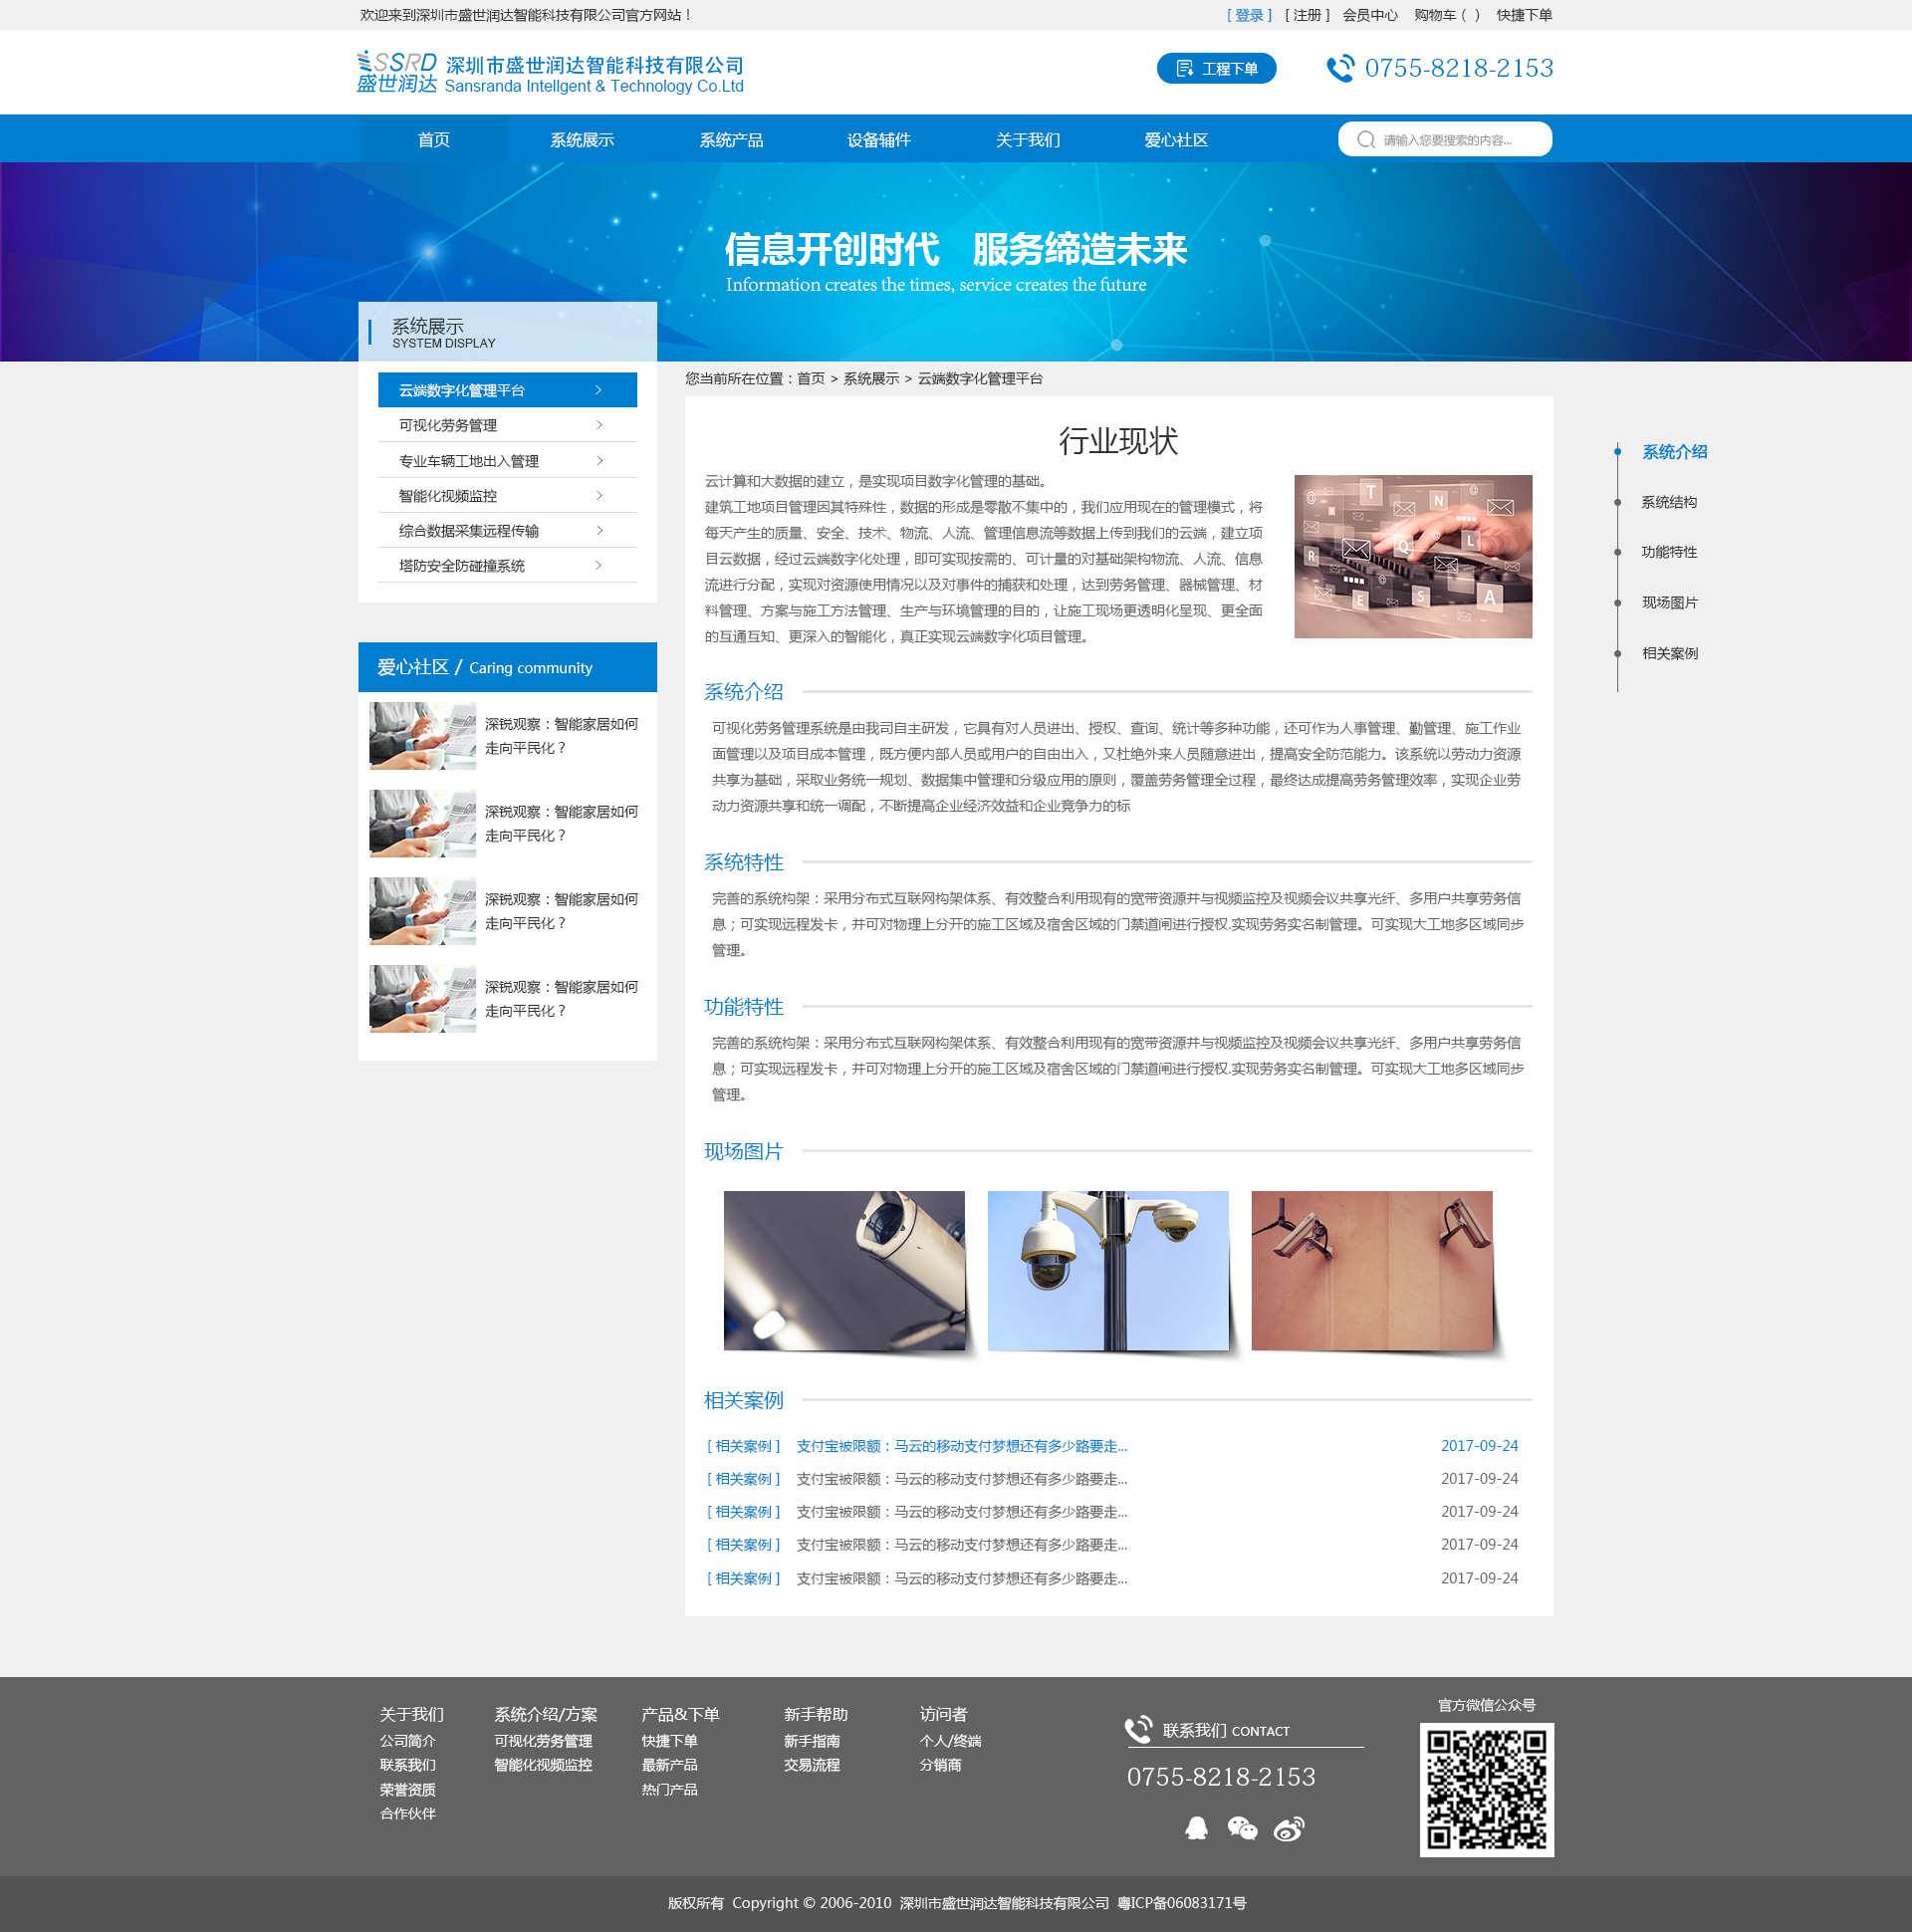 欢迎来到深圳市盛世润达智能科技有限公司官方网站！
[ 登录 ] [ 注册 ] 会员中心 购物车 ( ) 快捷下单
SSRD
盛世润达
深圳市盛世润达智能科技有限公司
Sansranda Intellgent & Technology Co.Ltd
工程下单
0755-8218-2153
首页 系统展示 系统产品 设备辅件 关于我们 爱心社区
请输入您要搜索的内容...
信息开创时代 服务缔造未来
Information creates the times, service creates the future
系统展示
SYSTEM DISPLAY
云端数字化管理平台
可视化劳务管理
专业车辆工地出入管理
智能化视频监控
综合数据采集远程传输
塔防安全防碰撞系统
爱心社区 / Caring community
深锐观察：智能家居如何
走向平民化？
深锐观察：智能家居如何
走向平民化？
深锐观察：智能家居如何
走向平民化？
深锐观察：智能家居如何
走向平民化？
您当前所在位置：首页 > 系统展示 > 云端数字化管理平台
行业现状
云计算和大数据的建立，是实现项目数字化管理的基础。
建筑工地项目管理因其特殊性，数据的形成是零散不集中的，我们应用现在的管理模式，将
每天产生的质量、安全、技术、物流、人流、管理信息流等数据上传到我们的云端，建立项
目云数据，经过云端数字化处理，即可实现按需的、可计量的对基础架构物流、人流、信息
流进行分配，实现对资源使用情况以及对事件的捕获和处理，达到劳务管理、器械管理、材
料管理、方案与施工方法管理、生产与环境管理的目的，让施工现场更透明化呈现、更全面
的互通互知、更深入的智能化，真正实现云端数字化项目管理。
T N
R Q L
E S A
系统介绍
可视化劳务管理系统是由我司自主研发，它具有对人员进出、授权、查询、统计等多种功能，还可作为人事管理、勤管理、施工作业
面管理以及项目成本管理，既方便内部人员或用户的自由出入，又杜绝外来人员随意进出，提高安全防范能力。该系统以劳动力资源
共享为基础，采取业务统一规划、数据集中管理和分级应用的原则，覆盖劳务管理全过程，最终达成提高劳务管理效率，实现企业劳
动力资源共享和统一调配，不断提高企业经济效益和企业竞争力的标
系统特性
完善的系统构架：采用分布式互联网构架体系、有效整合利用现有的宽带资源并与视频监控及视频会议共享光纤、多用户共享劳务信
息；可实现远程发卡，并可对物理上分开的施工区域及宿舍区域的门禁道闸进行授权.实现劳务实名制管理。可实现大工地多区域同步
管理。
功能特性
完善的系统构架：采用分布式互联网构架体系、有效整合利用现有的宽带资源并与视频监控及视频会议共享光纤、多用户共享劳务信
息；可实现远程发卡，并可对物理上分开的施工区域及宿舍区域的门禁道闸进行授权.实现劳务实名制管理。可实现大工地多区域同步
管理。
现场图片
相关案例
[ 相关案例 ] 支付宝被限额：马云的移动支付梦想还有多少路要走... 2017-09-24
[ 相关案例 ] 支付宝被限额：马云的移动支付梦想还有多少路要走... 2017-09-24
[ 相关案例 ] 支付宝被限额：马云的移动支付梦想还有多少路要走... 2017-09-24
[ 相关案例 ] 支付宝被限额：马云的移动支付梦想还有多少路要走... 2017-09-24
[ 相关案例 ] 支付宝被限额：马云的移动支付梦想还有多少路要走... 2017-09-24
系统介绍
系统结构
功能特性
现场图片
相关案例
关于我们
公司简介
联系我们
荣誉资质
合作伙伴
系统介绍/方案
可视化劳务管理
智能化视频监控
产品&下单
快捷下单
最新产品
热门产品
新手帮助
新手指南
交易流程
访问者
个人/终端
分销商
联系我们 CONTACT
0755-8218-2153
官方微信公众号
版权所有 Copyright © 2006-2010 深圳市盛世润达智能科技有限公司 粤ICP备06083171号